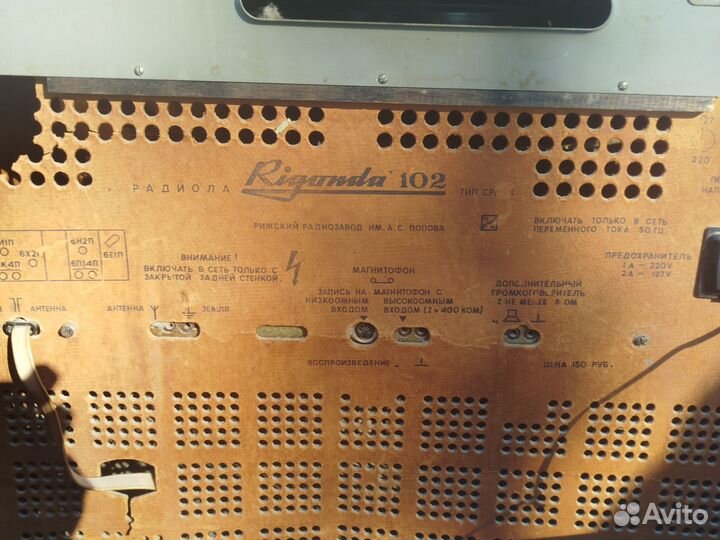 127
220
РАДИОЛА Rigonda 102 ТИП
РИЖСКИЙ РАДИОЗАВОД ИМ. А.С. ПОПОВА
ВКЛЮЧАТЬ ТОЛЬКО В СЕТЬ
ПЕРЕМЕННОГО ТОКА 50 ГЦ.
6Н2П
6Е1П
6П14П
ВНИМАНИЕ!
ВКЛЮЧАТЬ В СЕТЬ ТОЛЬКО С
ЗАКРЫТОЙ ЗАДНЕЙ СТЕНКОЙ.
МАГНИТОФОН
ЗАПИСЬ НА
НИЗКООМНЫМ
ВХОДОМ
МАГНИТОФОН С
ВЫСОКООМНЫМ
ВХОДОМ (Z > 400 КОМ)
ДОПОЛНИТЕЛЬНЫЙ
ГРОМКОГОВОРИТЕЛЬ
Z НЕ МЕНЕЕ 8 ОМ
ПРЕДОХРАНИТЕЛЬ
1А — 220V
2А — 127V
АНТЕННА
АНТЕННА
ЗЕМЛЯ
ВОСПРОИЗВЕДЕНИЕ
ЦЕНА 150 РУБ.
Avito